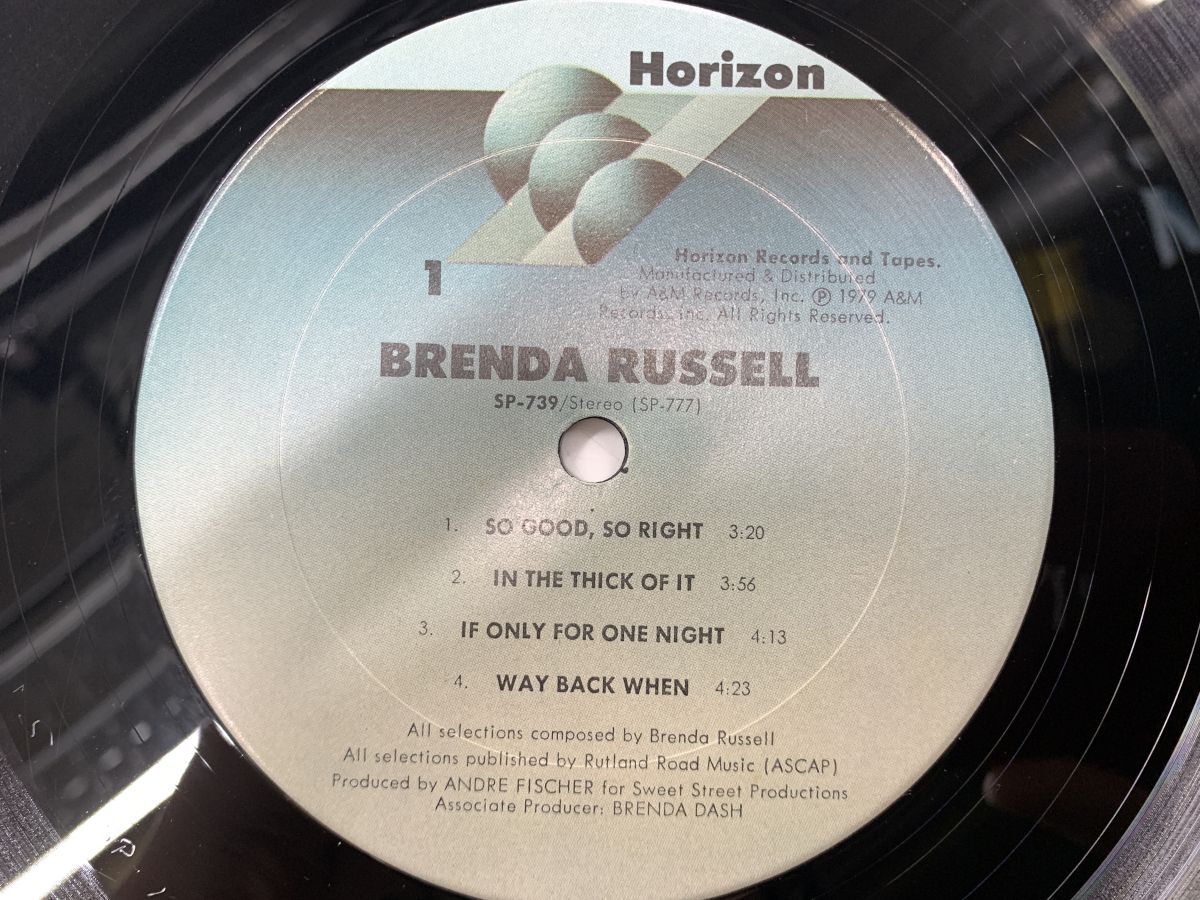 Horizon
1
Horizon Records and Tapes.
Manufactured & Distributed
by A&M Records, Inc. Ⓟ 1979 A&M
Records, Inc. All Rights Reserved.
BRENDA RUSSELL
SP-739/Stereo (SP-777)
1. SO GOOD, SO RIGHT 3:20
2. IN THE THICK OF IT 3:56
3. IF ONLY FOR ONE NIGHT 4:13
4. WAY BACK WHEN 4:23
All selections composed by Brenda Russell
All selections published by Rutland Road Music (ASCAP)
Produced by ANDRE FISCHER for Sweet Street Productions
Associate Producer: BRENDA DASH